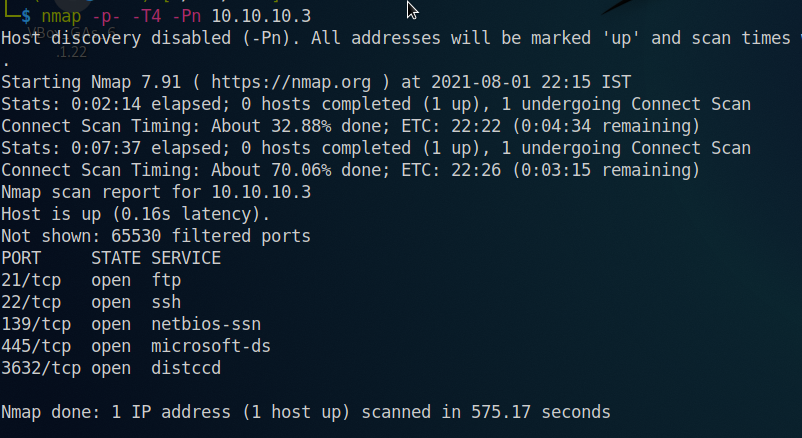 └─$ nmap -p- -T4 -Pn 10.10.10.3
Host discovery disabled (-Pn). All addresses will be marked 'up' and scan times
.
Starting Nmap 7.91 ( https://nmap.org ) at 2021-08-01 22:15 IST
Stats: 0:02:14 elapsed; 0 hosts completed (1 up), 1 undergoing Connect Scan
Connect Scan Timing: About 32.88% done; ETC: 22:22 (0:04:34 remaining)
Stats: 0:07:37 elapsed; 0 hosts completed (1 up), 1 undergoing Connect Scan
Connect Scan Timing: About 70.06% done; ETC: 22:26 (0:03:15 remaining)
Nmap scan report for 10.10.10.3
Host is up (0.16s latency).
Not shown: 65530 filtered ports
PORT     STATE SERVICE
21/tcp   open  ftp
22/tcp   open  ssh
139/tcp  open  netbios-ssn
445/tcp  open  microsoft-ds
3632/tcp open  distccd
Nmap done: 1 IP address (1 host up) scanned in 575.17 seconds